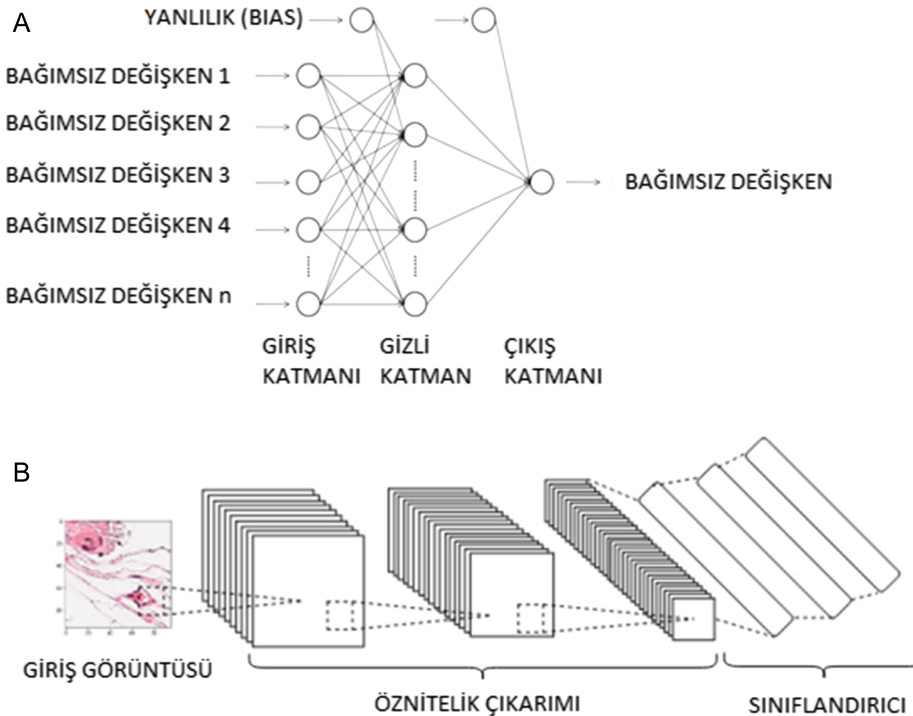 A
YANLILIK (BIAS)
BAĞIMSIZ DEĞİŞKEN 1
BAĞIMSIZ DEĞİŞKEN 2
BAĞIMSIZ DEĞİŞKEN 3
BAĞIMSIZ DEĞİŞKEN 4
BAĞIMSIZ DEĞİŞKEN n
BAĞIMSIZ DEĞİŞKEN
GİRİŞ
KATMANI
GİZLİ
KATMAN
ÇIKIŞ
KATMANI
B
GİRİŞ GÖRÜNTÜSÜ
ÖZNİTELİK ÇIKARIMI
SINIFLANDIRICI